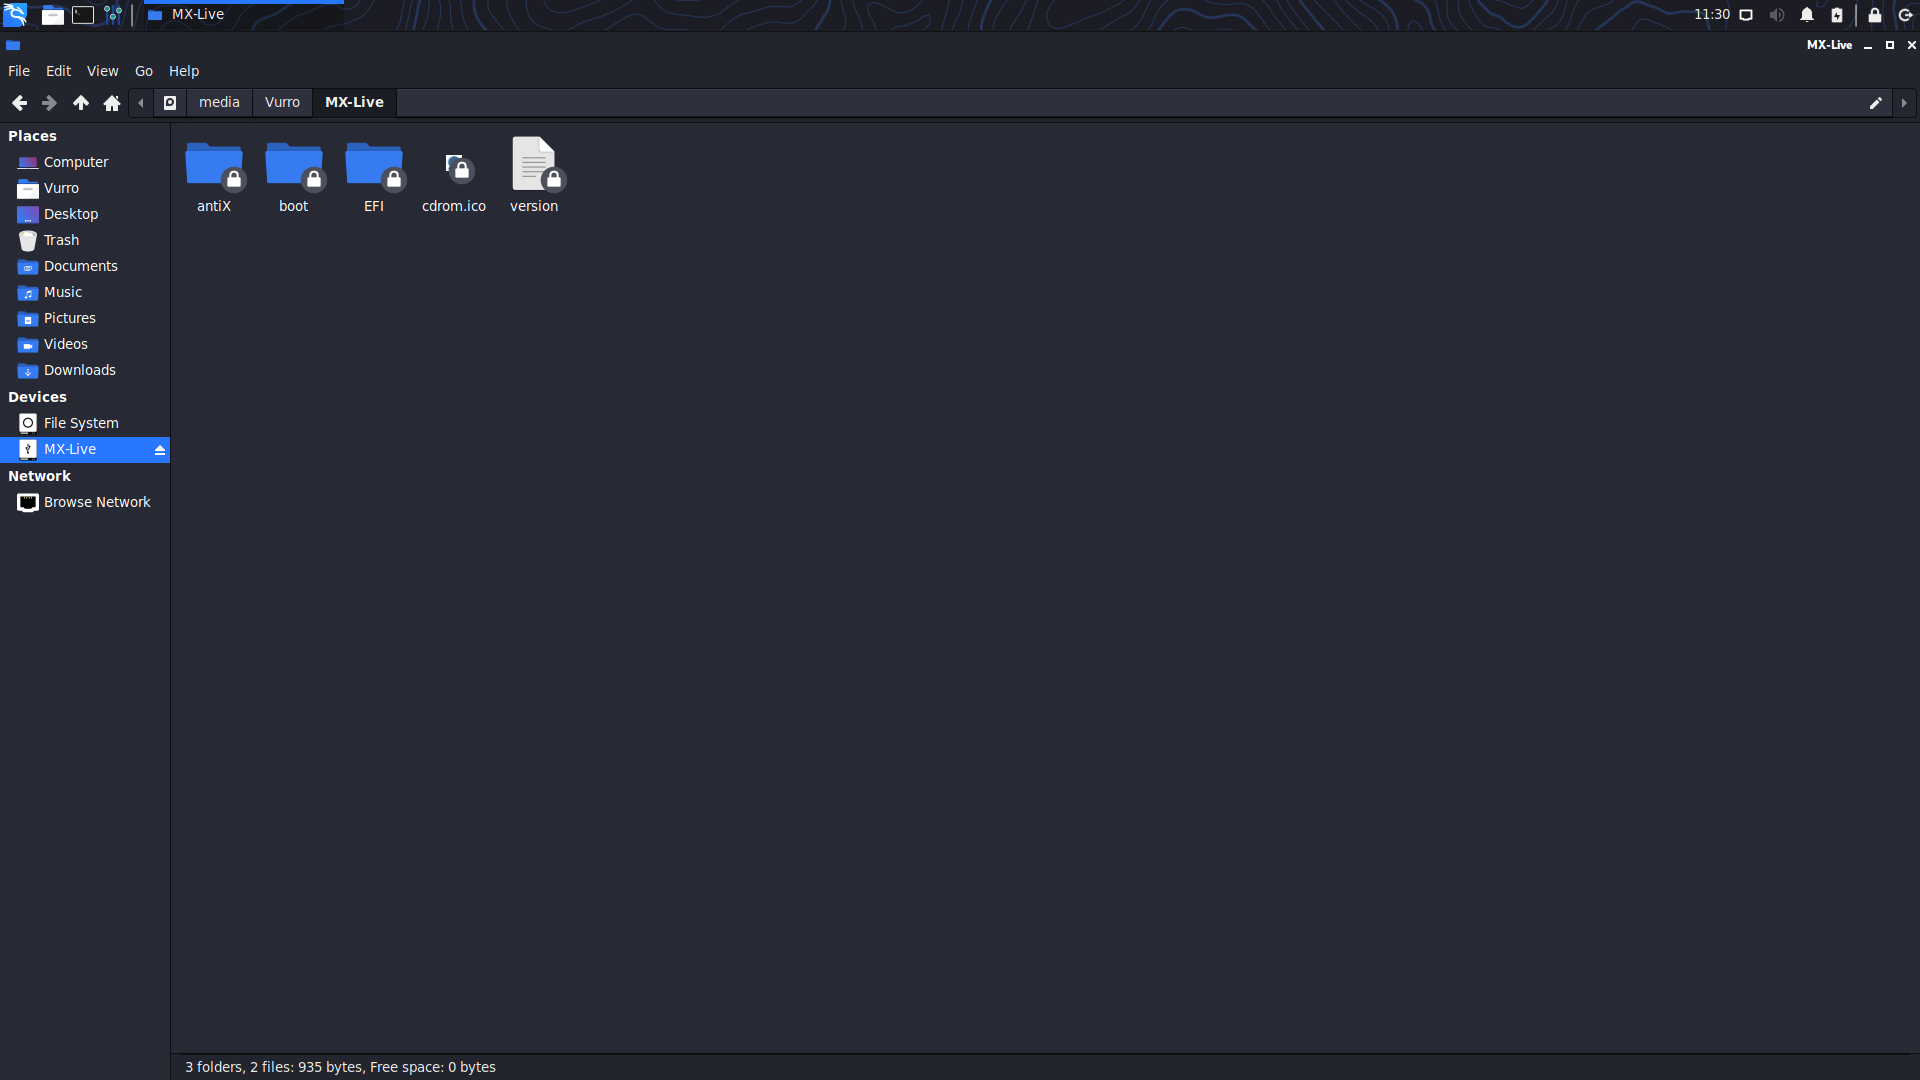 MX-Live
11:30
MX-Live
File Edit View Go Help
media Vurro MX-Live
Places
Computer
Vurro
Desktop
Trash
Documents
Music
Pictures
Videos
Downloads
Devices
File System
MX-Live
Network
Browse Network
antiX boot EFI cdrom.ico version
3 folders, 2 files: 935 bytes, Free space: 0 bytes